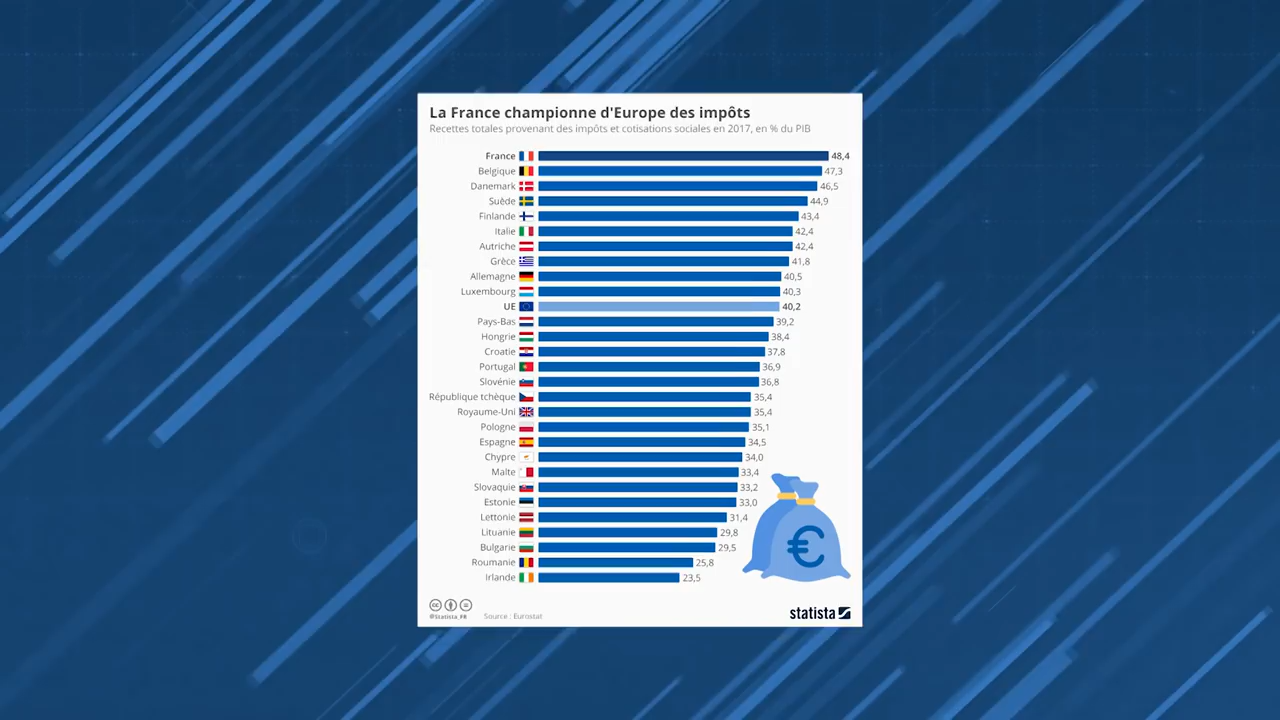 La France championne d'Europe des impôts
Recettes totales provenant des impôts et cotisations sociales en 2017, en % du PIB
France 48,4
Belgique 47,3
Danemark 46,5
Suède 44,9
Finlande 43,4
Italie 42,4
Autriche 42,4
Grèce 41,8
Allemagne 40,5
Luxembourg 40,3
UE 40,2
Pays-Bas 39,2
Hongrie 38,4
Croatie 37,8
Portugal 36,9
Slovénie 36,8
République tchèque 35,4
Royaume-Uni 35,4
Pologne 35,1
Espagne 34,5
Chypre 34,0
Malte 33,4
Slovaquie 33,2
Estonie 33,0
Lettonie 31,4
Lituanie 29,8
Bulgarie 29,5
Roumanie 25,8
Irlande 23,5
€
@Statista_FR Source : Eurostat
statista